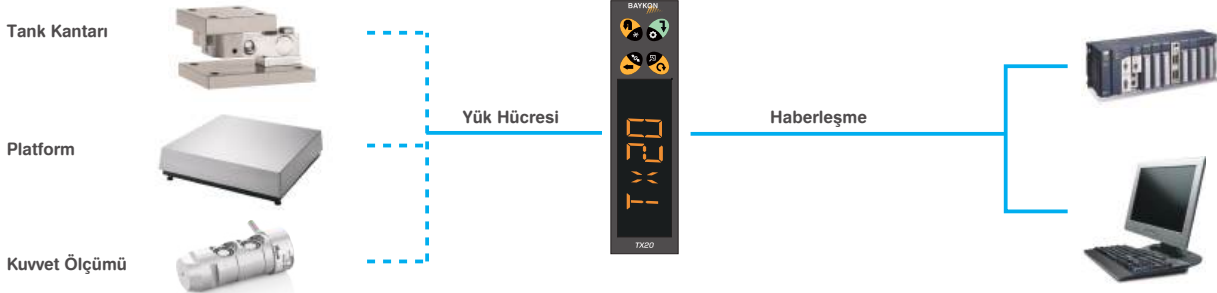 BAYKON
Tank Kantarı
Yük Hücresi
Haberleşme
Platform
TX20
Kuvvet Ölçümü
TX20